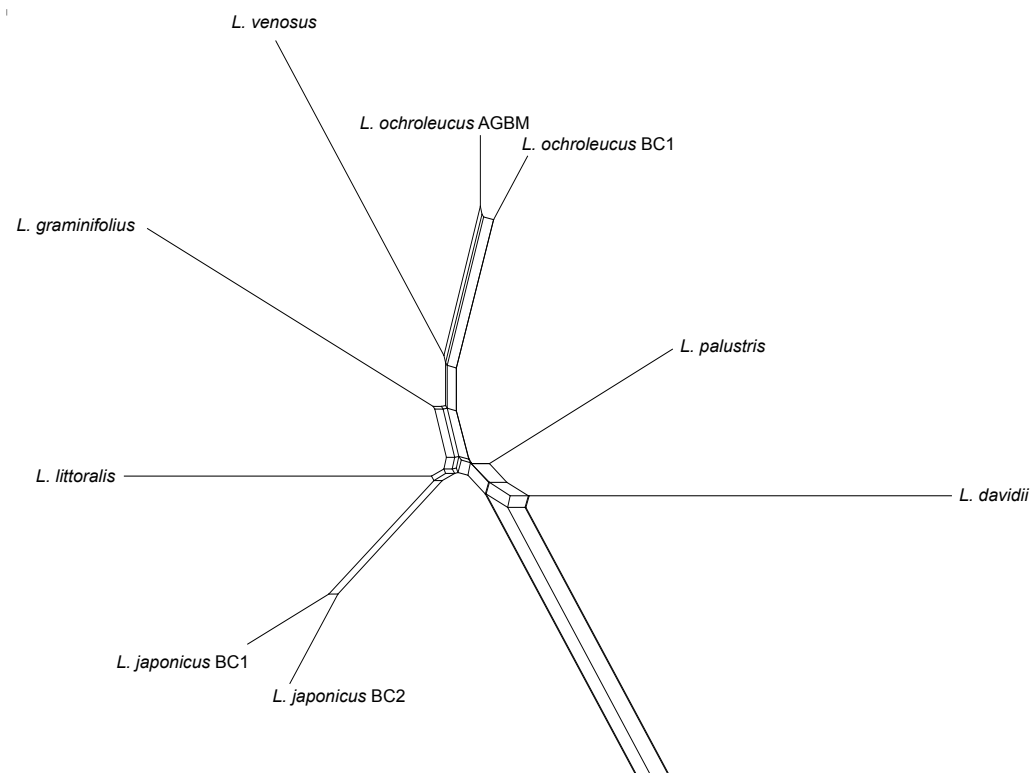 L. venosus
L. ochroleucus AGBM
L. ochroleucus BC1
L. graminifolius
L. palustris
L. littoralis
L. davidii
L. japonicus BC1
L. japonicus BC2